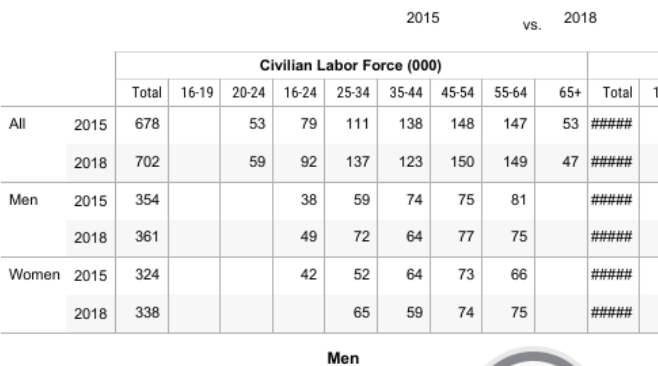 2015 vs. 2018
Civilian Labor Force (000)
Total 16-19 20-24 16-24 25-34 35-44 45-54 55-64 65+ Total 1
All 2015 678 53 79 111 138 148 147 53 #####
2018 702 59 92 137 123 150 149 47 #####
Men 2015 354 38 59 74 75 81 #####
2018 361 49 72 64 77 75 #####
Women 2015 324 42 52 64 73 66 #####
2018 338 65 59 74 75 #####
Men